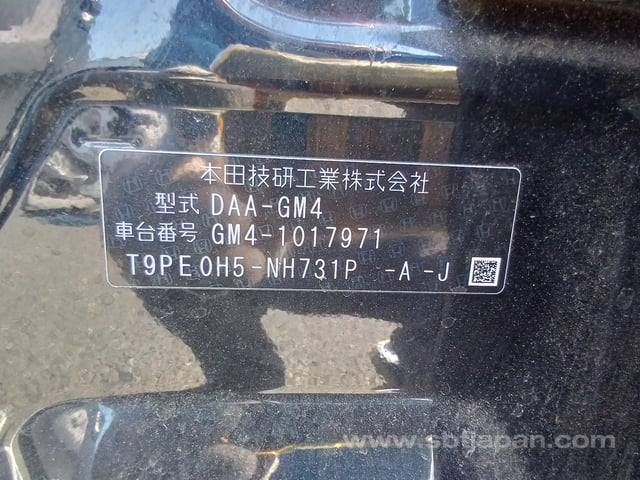 本田技研工業株式会社
型式 DAA-GM4
車台番号 GM4-1017971
T9PE0H5-NH731P -A-J
www.sbtjapan.com